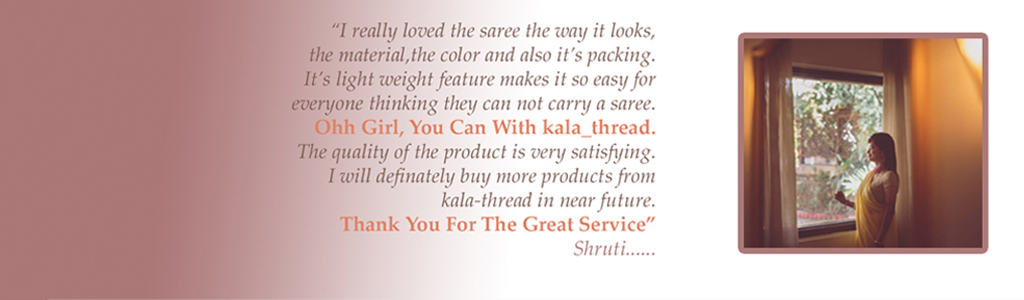 “I really loved the saree the way it looks,
the material,the color and also it’s packing.
It’s light weight feature makes it so easy for
everyone thinking they can not carry a saree.
Ohh Girl, You Can With kala_thread.
The quality of the product is very satisfying.
I will definately buy more products from
kala-thread in near future.
Thank You For The Great Service”
Shruti......